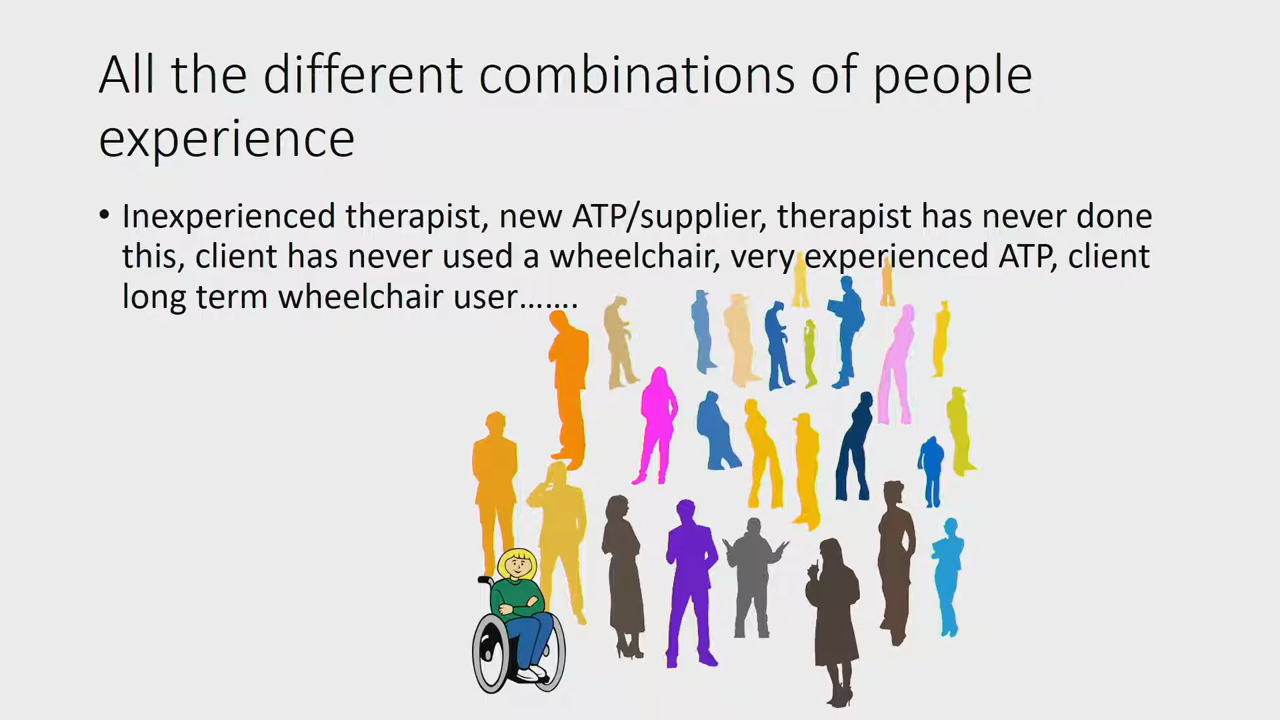 All the different combinations of people
experience
• Inexperienced therapist, new ATP/supplier, therapist has never done
this, client has never used a wheelchair, very experienced ATP, client
long term wheelchair user…….